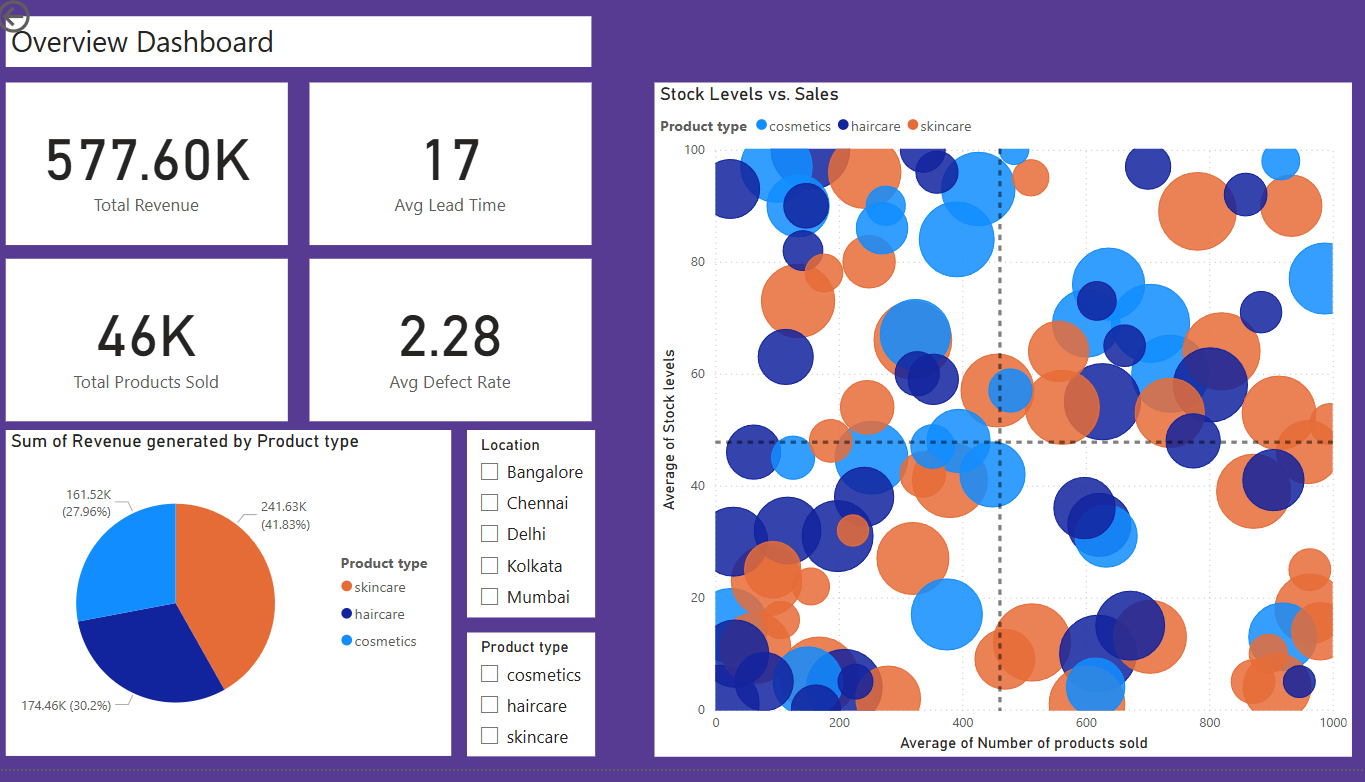 Overview Dashboard
577.60K
Total Revenue
17
Avg Lead Time
46K
Total Products Sold
2.28
Avg Defect Rate
Sum of Revenue generated by Product type
161.52K
(27.96%)
241.63K
(41.83%)
174.46K (30.2%)
Product type
skincare
haircare
cosmetics
Location
Bangalore
Chennai
Delhi
Kolkata
Mumbai
Product type
cosmetics
haircare
skincare
Stock Levels vs. Sales
Product type cosmetics haircare skincare
Average of Stock levels
100
80
60
40
20
0
0 200 400 600 800 1000
Average of Number of products sold